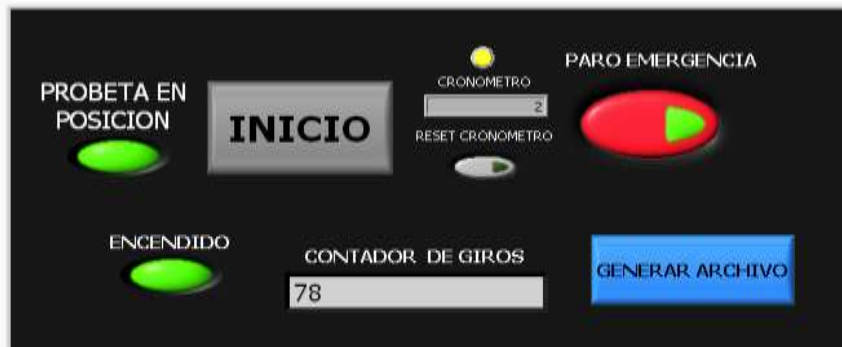 PROBETA EN
POSICION
INICIO
CRONOMETRO
2
RESET CRONOMETRO
PARO EMERGENCIA
ENCENDIDO
CONTADOR DE GIROS
78
GENERAR ARCHIVO